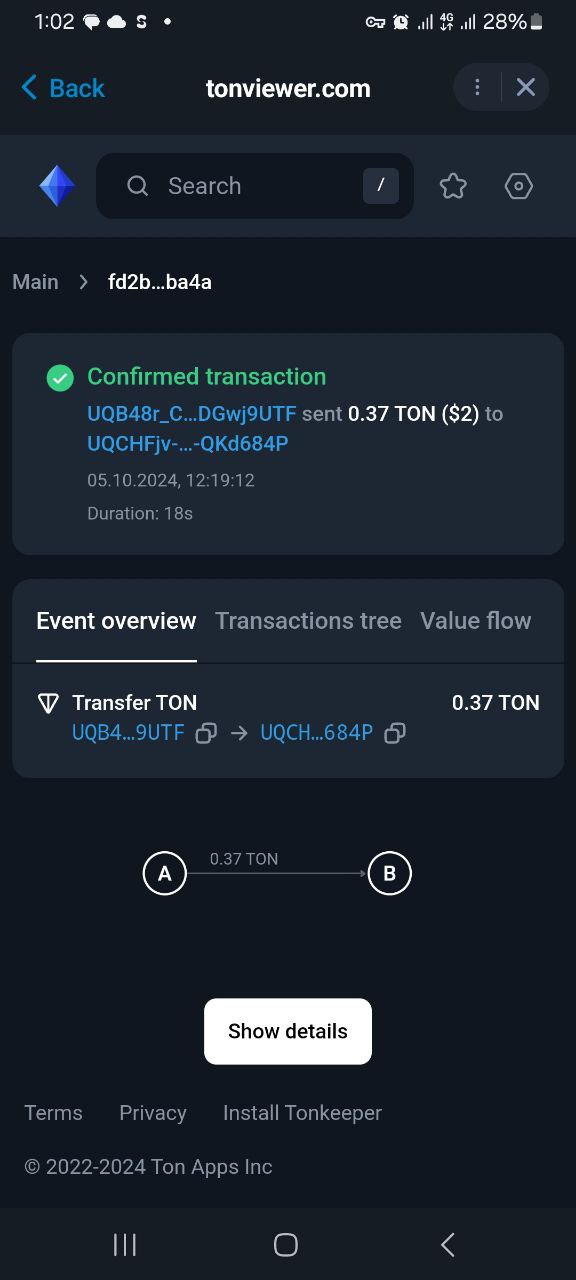 1:02 S 4G 28%
Back tonviewer.com
Search /
Main > fd2b...ba4a
Confirmed transaction
UQB48r_C...DGwj9UTF sent 0.37 TON ($2) to
UQCHFjv-...-QKd684P
05.10.2024, 12:19:12
Duration: 18s
Event overview Transactions tree Value flow
Transfer TON 0.37 TON
UQB4...9UTF → UQCH...684P
0.37 TON
A B
Show details
Terms Privacy Install Tonkeeper
© 2022-2024 Ton Apps Inc